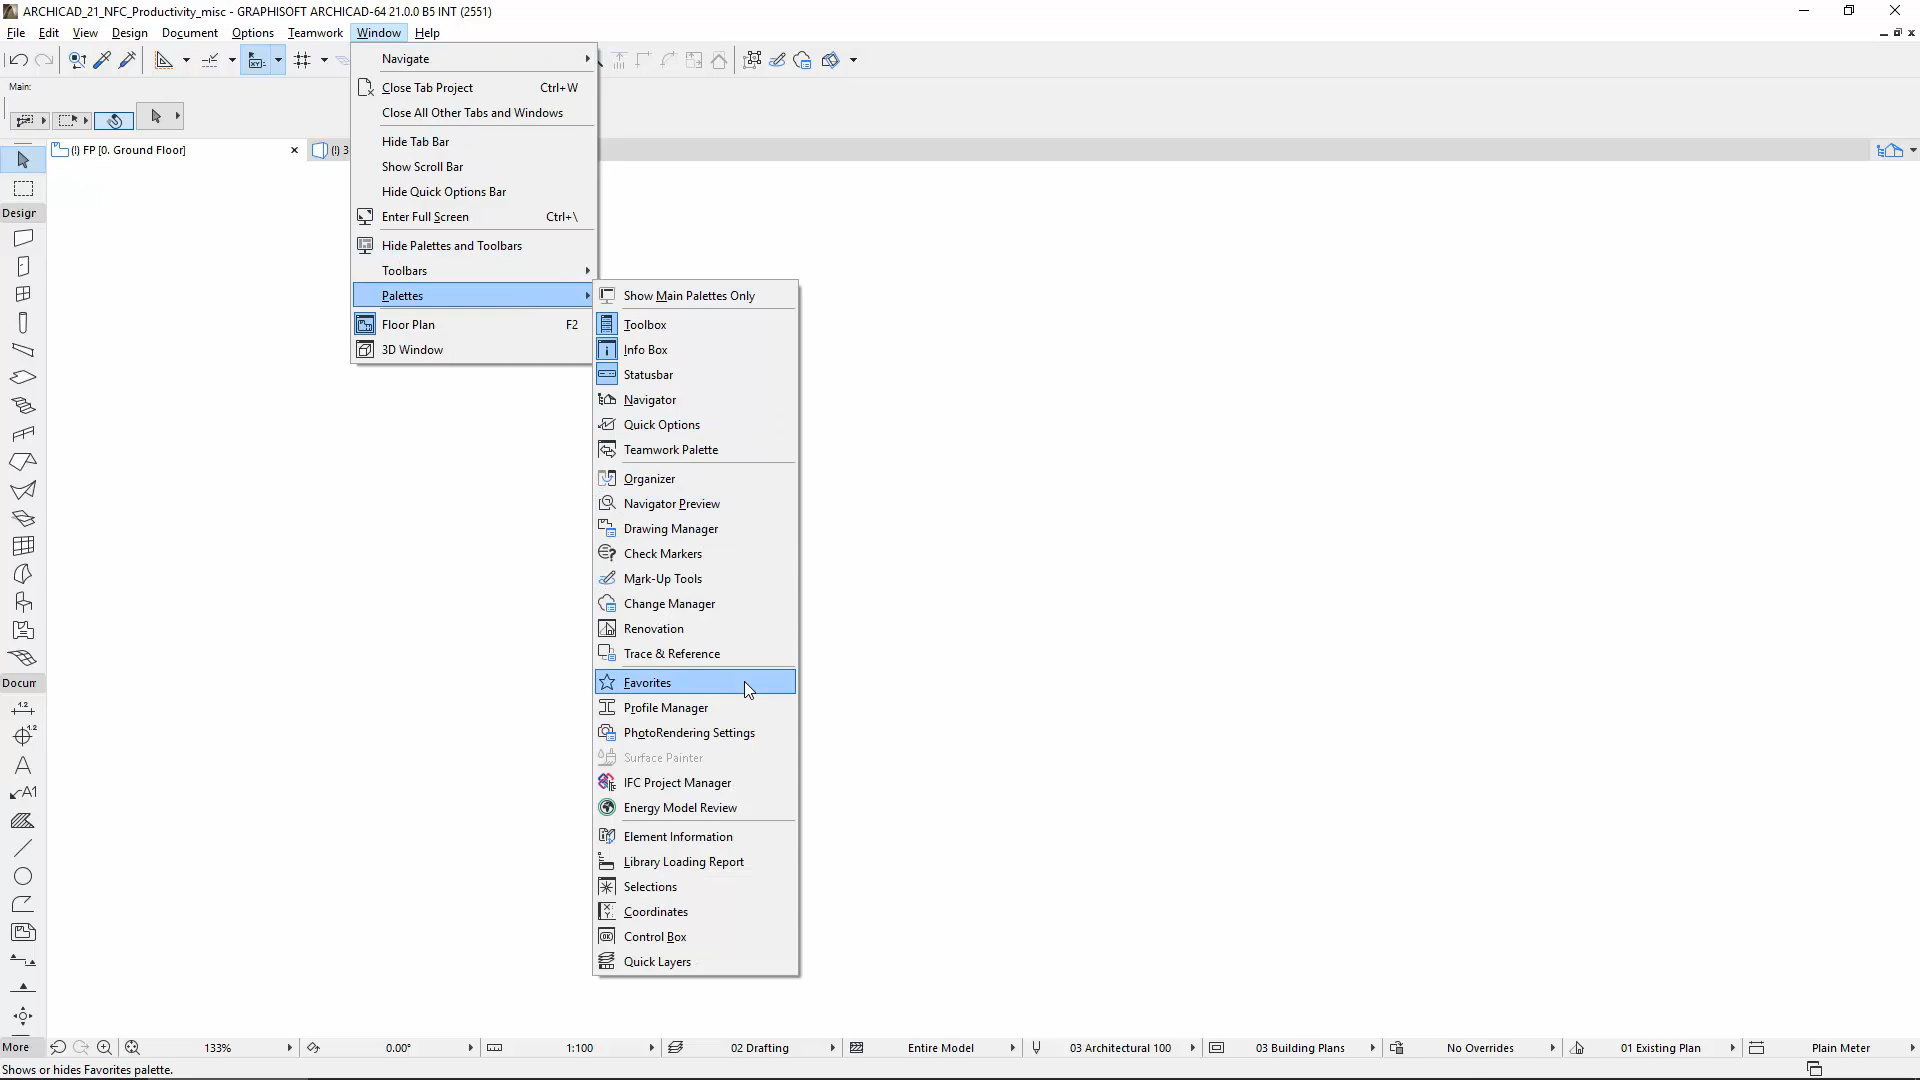 ARCHICAD_21_NFC_Productivity_misc - GRAPHISOFT ARCHICAD-64 21.0.0 B5 INT (2551)
File Edit View Design Document Options Teamwork Window Help
Main:
(!) FP [0. Ground Floor]
(!) 3
Navigate
Close Tab Project Ctrl+W
Close All Other Tabs and Windows
Hide Tab Bar
Show Scroll Bar
Hide Quick Options Bar
Enter Full Screen Ctrl+\
Hide Palettes and Toolbars
Toolbars
Palettes
Floor Plan F2
3D Window
Show Main Palettes Only
Toolbox
Info Box
Statusbar
Navigator
Quick Options
Teamwork Palette
Organizer
Navigator Preview
Drawing Manager
Check Markers
Mark-Up Tools
Change Manager
Renovation
Trace & Reference
Favorites
Profile Manager
PhotoRendering Settings
Surface Painter
IFC Project Manager
Energy Model Review
Element Information
Library Loading Report
Selections
Coordinates
Control Box
Quick Layers
Design
Docum
1.2
1.2
A
A1
More
133% 0.00° 1:100 02 Drafting Entire Model 03 Architectural 100 03 Building Plans No Overrides 01 Existing Plan Plain Meter
Shows or hides Favorites palette.